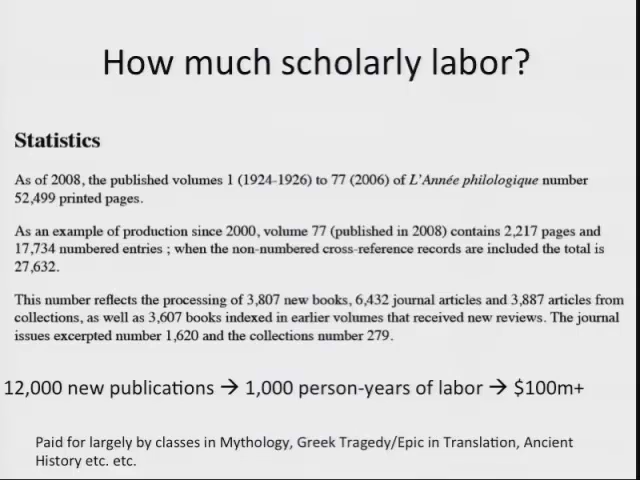 How much scholarly labor?
Statistics
As of 2008, the published volumes 1 (1924-1926) to 77 (2006) of L'Année philologique number
52,499 printed pages.
As an example of production since 2000, volume 77 (published in 2008) contains 2,217 pages and
17,734 numbered entries ; when the non-numbered cross-reference records are included the total is
27,632.
This number reflects the processing of 3,807 new books, 6,432 journal articles and 3,887 articles from
collections, as well as 3,607 books indexed in earlier volumes that received new reviews. The journal
issues excerpted number 1,620 and the collections number 279.
12,000 new publications → 1,000 person-years of labor → $100m+
Paid for largely by classes in Mythology, Greek Tragedy/Epic in Translation, Ancient
History etc. etc.